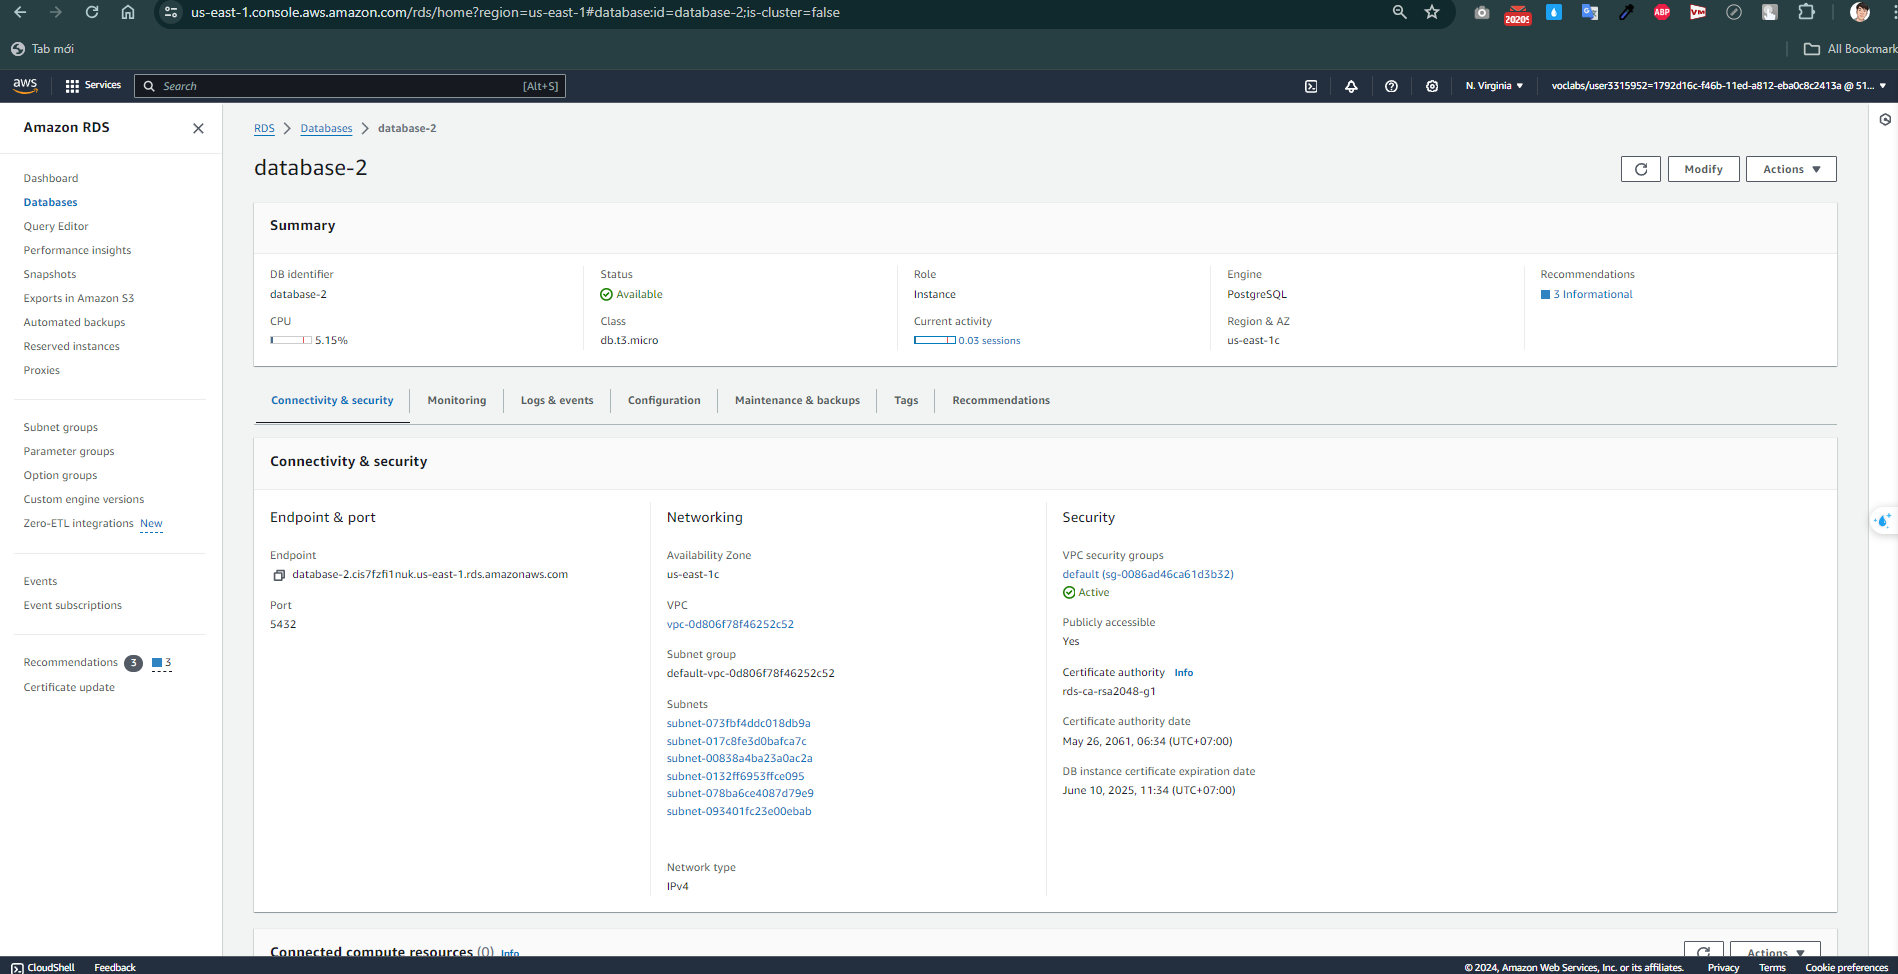 us-east-1.console.aws.amazon.com/rds/home?region=us-east-1#database:id=database-2;is-cluster=false
20205
ABP
VM
Tab mới
All Bookmark
aws
Services
Search
[Alt+S]
N. Virginia
voclabs/user3315952=1792d16c-f46b-11ed-a812-eba0c8c2413a @ 51...
Amazon RDS
Dashboard
Databases
Query Editor
Performance insights
Snapshots
Exports in Amazon S3
Automated backups
Reserved instances
Proxies
Subnet groups
Parameter groups
Option groups
Custom engine versions
Zero-ETL integrations New
Events
Event subscriptions
Recommendations 3 3
Certificate update
RDS > Databases > database-2
database-2
Modify
Actions
Summary
DB identifier
database-2
CPU
5.15%
Status
Available
Class
db.t3.micro
Role
Instance
Current activity
0.03 sessions
Engine
PostgreSQL
Region & AZ
us-east-1c
Recommendations
3 Informational
Connectivity & security
Monitoring
Logs & events
Configuration
Maintenance & backups
Tags
Recommendations
Connectivity & security
Endpoint & port
Endpoint
database-2.cis7fzfi1nuk.us-east-1.rds.amazonaws.com
Port
5432
Networking
Availability Zone
us-east-1c
VPC
vpc-0d806f78f46252c52
Subnet group
default-vpc-0d806f78f46252c52
Subnets
subnet-073fbf4ddc018db9a
subnet-017c8fe3d0bafca7c
subnet-00838a4ba23a0ac2a
subnet-0132ff6953ffce095
subnet-078ba6ce4087d79e9
subnet-093401fc23e00ebab
Network type
IPv4
Security
VPC security groups
default (sg-0086ad46ca61d3b32)
Active
Publicly accessible
Yes
Certificate authority Info
rds-ca-rsa2048-g1
Certificate authority date
May 26, 2061, 06:34 (UTC+07:00)
DB instance certificate expiration date
June 10, 2025, 11:34 (UTC+07:00)
Connected compute resources (0) Info
Actions
CloudShell
Feedback
© 2024, Amazon Web Services, Inc. or its affiliates.
Privacy
Terms
Cookie preferences